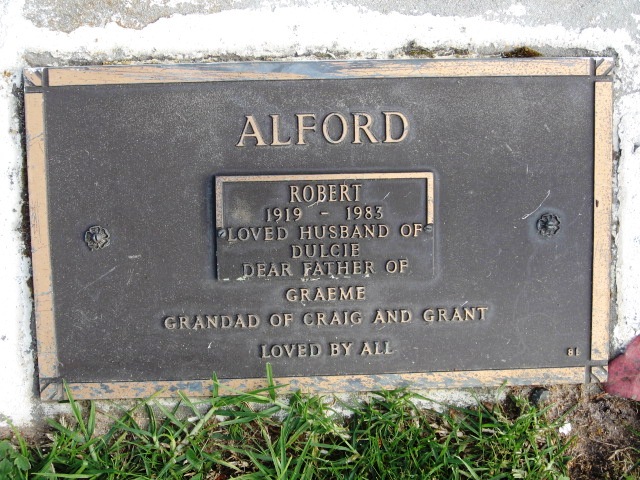 ALFORD
ROBERT
1919 - 1983
LOVED HUSBAND OF
DULCIE
DEAR FATHER OF
GRAEME
GRANDAD OF CRAIG AND GRANT
LOVED BY ALL